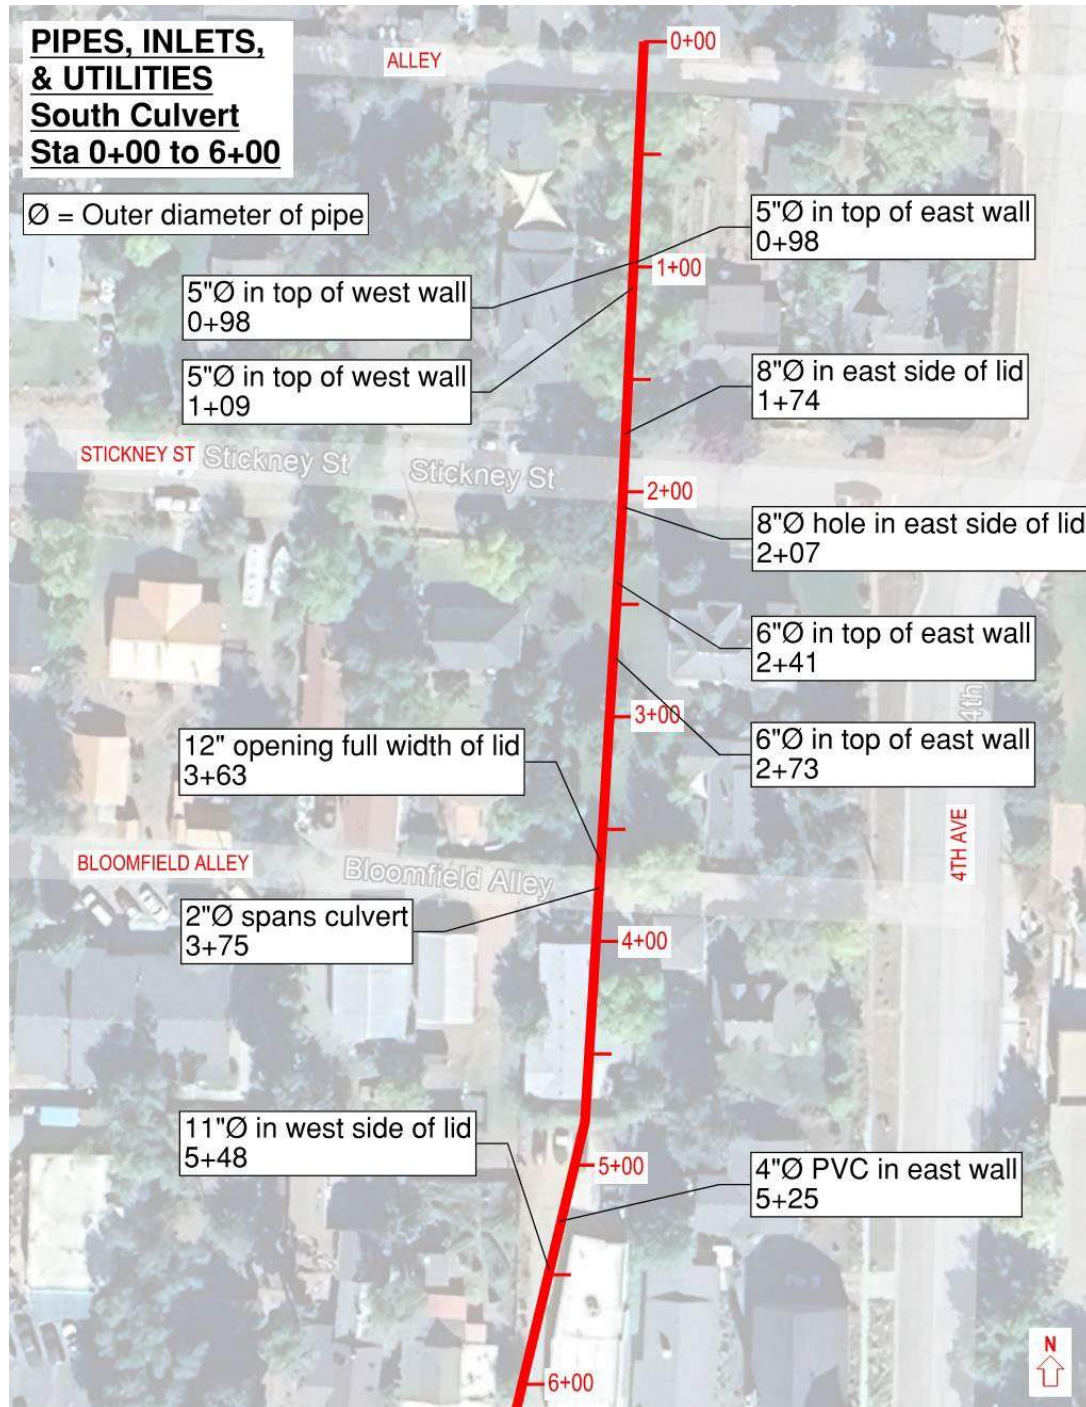 PIPES, INLETS,
& UTILITIES
South Culvert
Sta 0+00 to 6+00
Ø = Outer diameter of pipe
ALLEY
0+00
5"Ø in top of east wall
0+98
1+00
5"Ø in top of west wall
0+98
5"Ø in top of west wall
1+09
8"Ø in east side of lid
1+74
STICKNEY ST
Stickney St
Stickney St
2+00
8"Ø hole in east side of lid
2+07
6"Ø in top of east wall
2+41
4th
3+00
6"Ø in top of east wall
2+73
12" opening full width of lid
3+63
4TH AVE
BLOOMFIELD ALLEY
Bloomfield Alley
2"Ø spans culvert
3+75
4+00
11"Ø in west side of lid
5+48
5+00
4"Ø PVC in east wall
5+25
6+00
N